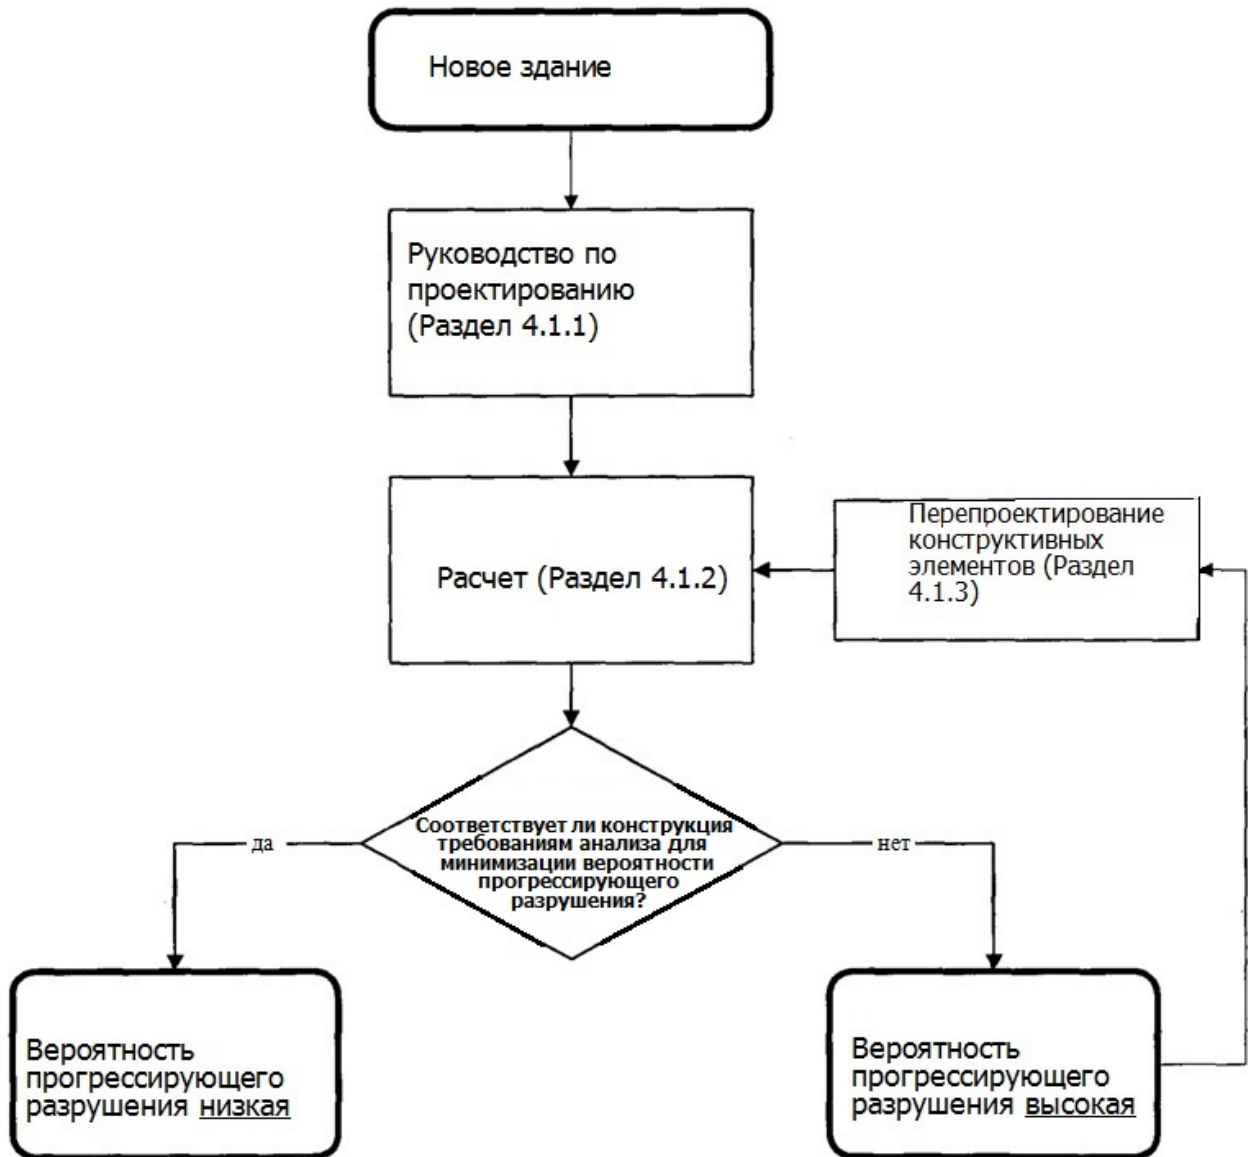 Новое здание
Руководство по
проектированию
(Раздел 4.1.1)
Расчет (Раздел 4.1.2)
Перепроектирование
конструктивных
элементов (Раздел
4.1.3)
Соответствует ли конструкция
требованиям анализа для
минимизации вероятности
прогрессирующего
разрушения?
да
нет
Вероятность
прогрессирующего
разрушения низкая
Вероятность
прогрессирующего
разрушения высокая